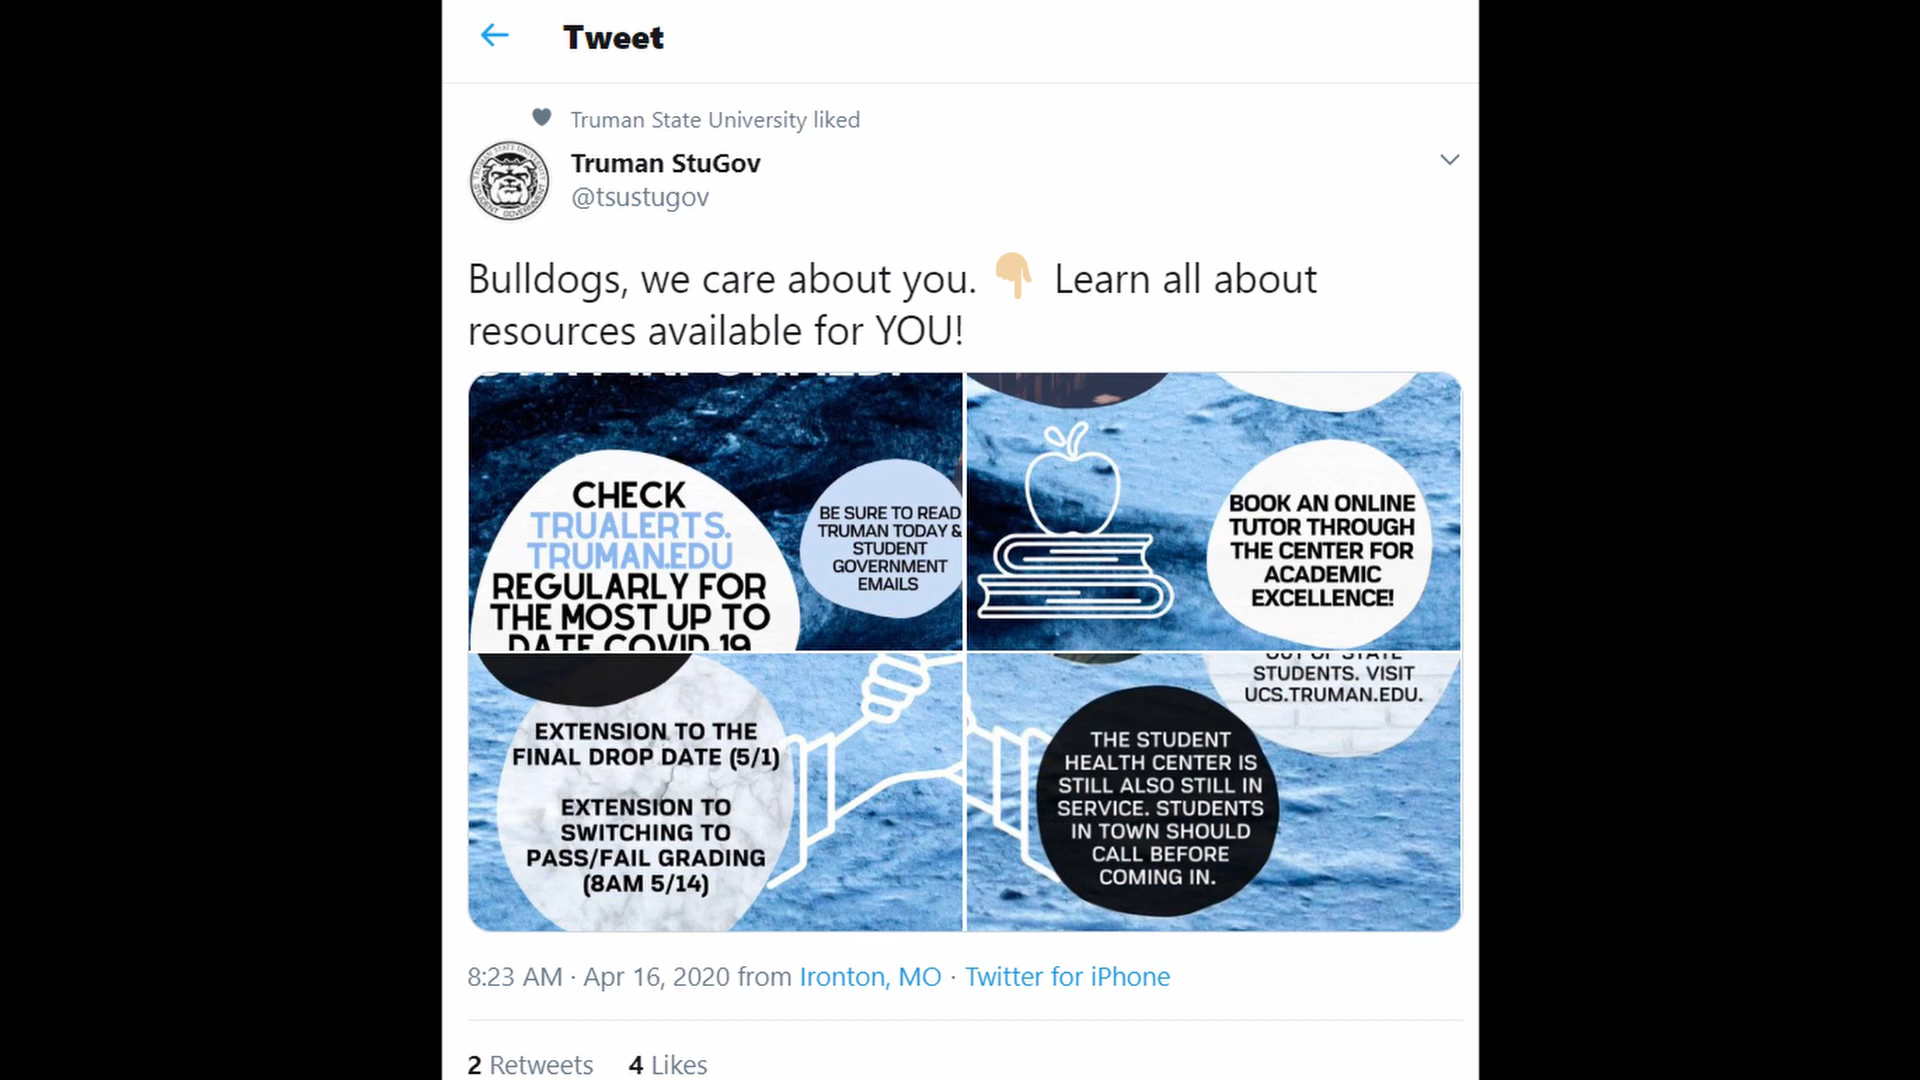 Tweet
Truman State University liked
Truman StuGov
@tsustugov
Bulldogs, we care about you. 👇🏼 Learn all about
resources available for YOU!
CHECK
TRUALERTS.
TRUMAN.EDU
REGULARLY FOR
THE MOST UP TO
DATE COVID-19
BE SURE TO READ
TRUMAN TODAY &
STUDENT
GOVERNMENT
EMAILS
BOOK AN ONLINE
TUTOR THROUGH
THE CENTER FOR
ACADEMIC
EXCELLENCE!
EXTENSION TO THE
FINAL DROP DATE (5/1)
EXTENSION TO
SWITCHING TO
PASS/FAIL GRADING
(8AM 5/14)
OUT OF STATE
STUDENTS. VISIT
UCS.TRUMAN.EDU.
THE STUDENT
HEALTH CENTER IS
STILL ALSO STILL IN
SERVICE. STUDENTS
IN TOWN SHOULD
CALL BEFORE
COMING IN.
8:23 AM · Apr 16, 2020 from Ironton, MO · Twitter for iPhone
2 Retweets 4 Likes